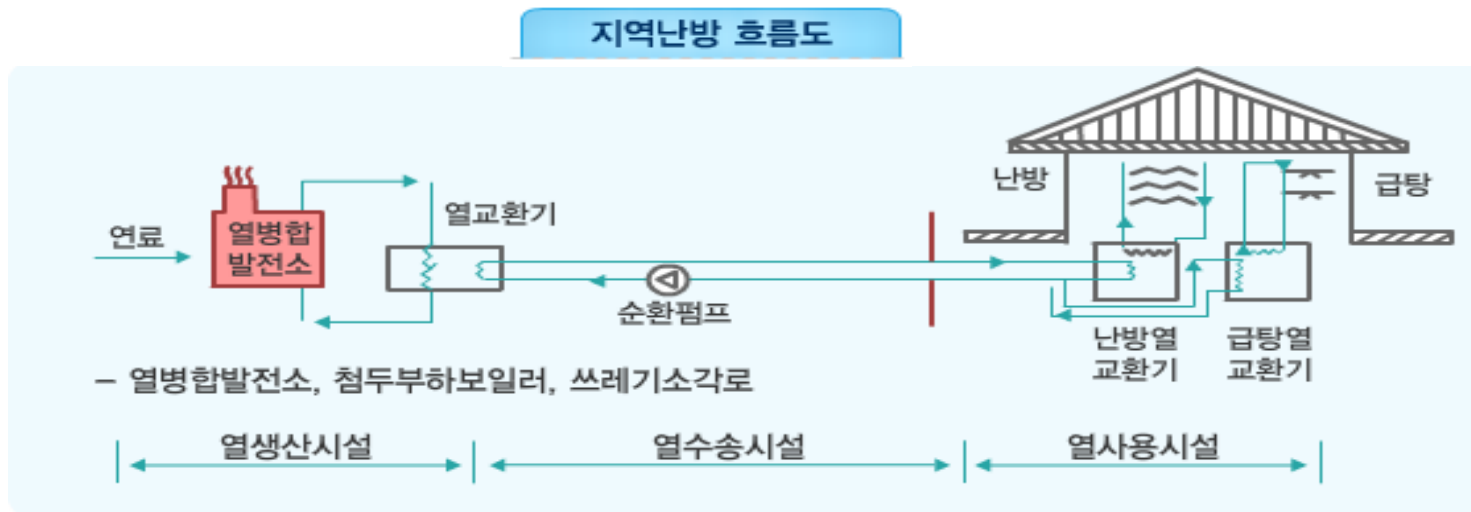 지역난방 흐름도
난방
급탕
연료
열병합
발전소
열교환기
순환펌프
난방열
교환기
급탕열
교환기
– 열병합발전소, 첨두부하보일러, 쓰레기소각로
열생산시설
열수송시설
열사용시설